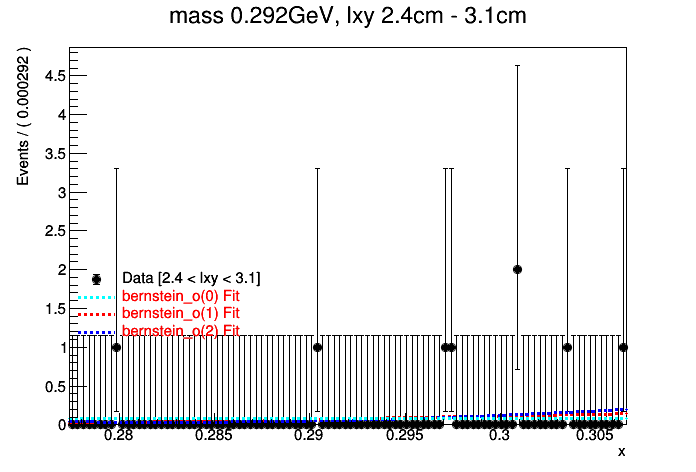 mass 0.292GeV, lxy 2.4cm - 3.1cm
Events / ( 0.000292 )
4.5
4
3.5
3
2.5
2
1.5
1
0.5
0
Data [2.4 < lxy < 3.1]
bernstein_o(0) Fit
bernstein_o(1) Fit
bernstein_o(2) Fit
0.28 0.285 0.29 0.295 0.3 0.305
x